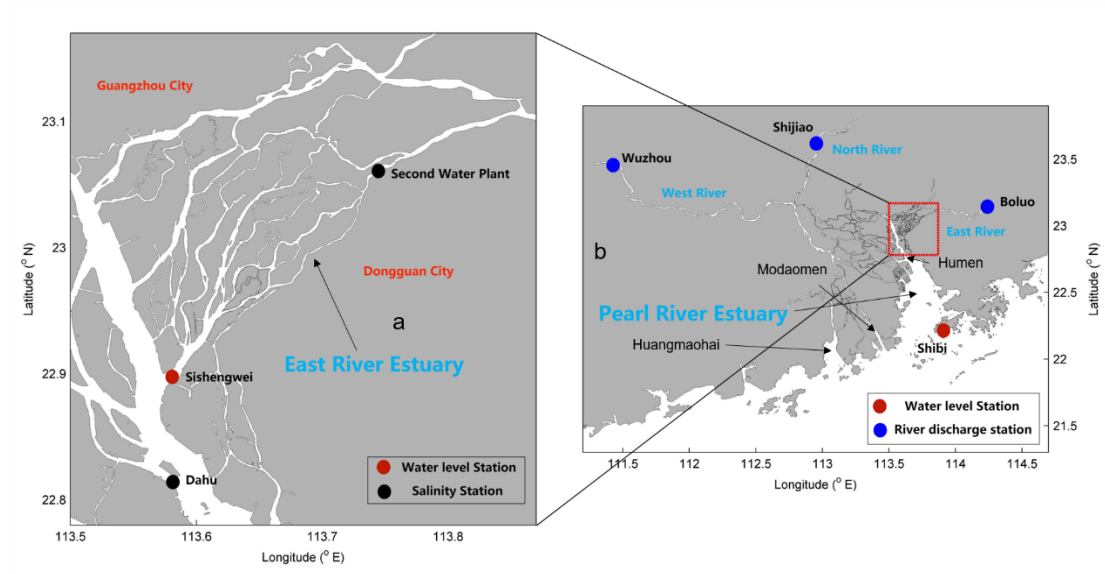 Guangzhou City
Second Water Plant
Dongguan City
a
East River Estuary
Sishengwei
Dahu
Water level Station
Salinity Station
23.1
23
22.9
22.8
Latitude (° N)
113.5
113.6
113.7
113.8
Longitude (° E)
Shijiao
North River
Wuzhou
West River
Boluo
East River
b
Humen
Modaomen
Pearl River Estuary
Huangmaohai
Shibi
Water level Station
River discharge station
23.5
23
22.5
22
21.5
Latitude (° N)
111.5
112
112.5
113
113.5
114
114.5
Longitude (° E)